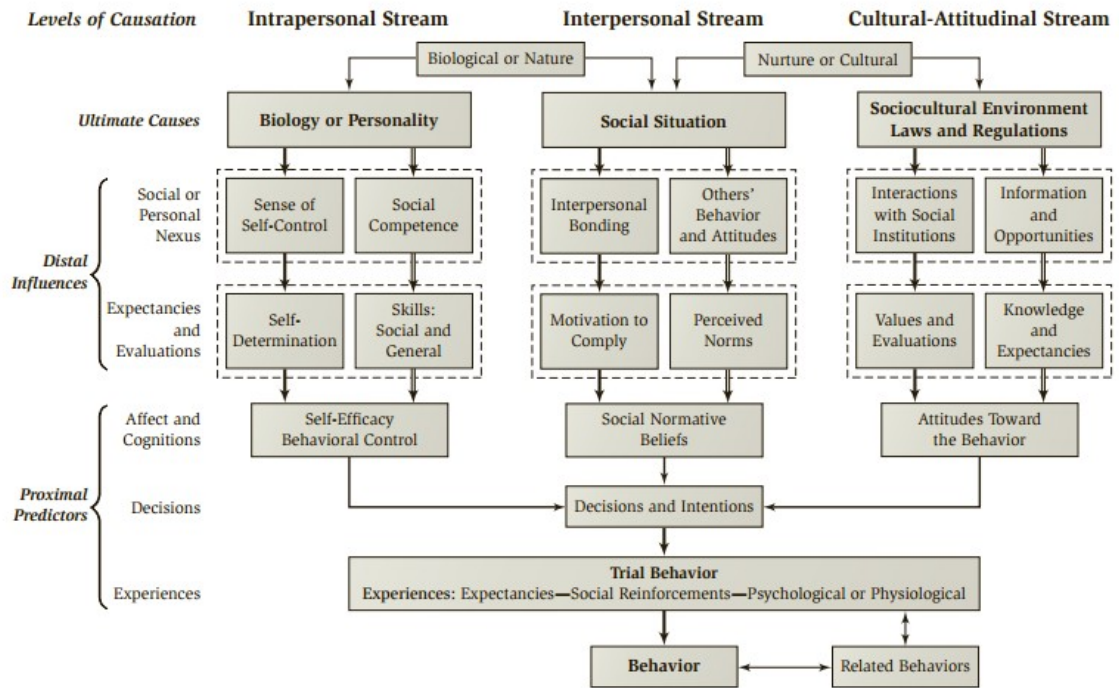 Levels of Causation
Intrapersonal Stream
Interpersonal Stream
Cultural-Attitudinal Stream
Biological or Nature
Nurture or Cultural
Ultimate Causes
Biology or Personality
Social Situation
Sociocultural Environment
Laws and Regulations
Distal
Influences
Social or
Personal
Nexus
Sense of
Self-Control
Social
Competence
Interpersonal
Bonding
Others'
Behavior
and Attitudes
Interactions
with Social
Institutions
Information
and
Opportunities
Expectancies
and
Evaluations
Self-
Determination
Skills:
Social and
General
Motivation to
Comply
Perceived
Norms
Values and
Evaluations
Knowledge
and
Expectancies
Proximal
Predictors
Affect and
Cognitions
Self-Efficacy
Behavioral Control
Social Normative
Beliefs
Attitudes Toward
the Behavior
Decisions
Decisions and Intentions
Experiences
Trial Behavior
Experiences: Expectancies—Social Reinforcements—Psychological or Physiological
Behavior
Related Behaviors